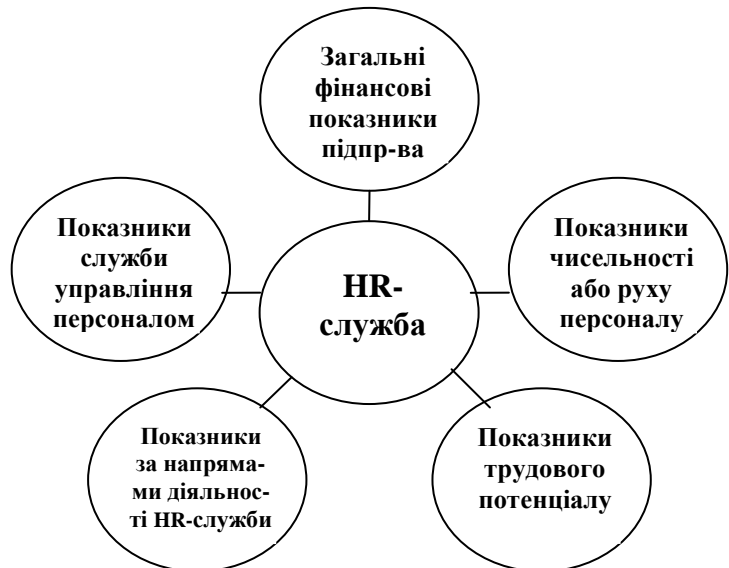 Загальні
фінансові
показники
підпр-ва
Показники
служби
управління
персоналом
HR-
служба
Показники
чисельності
або руху
персоналу
Показники
за напряма-
ми діяльнос-
ті HR-служби
Показники
трудового
потенціалу